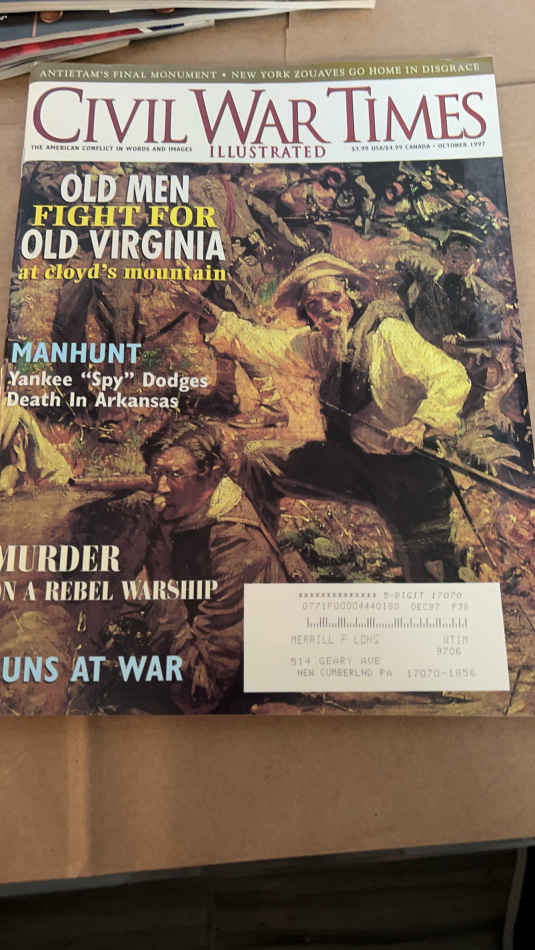 ANTIETAM'S FINAL MONUMENT • NEW YORK ZOUAVES GO HOME IN DISGRACE
CIVIL WAR TIMES
THE AMERICAN CONFLICT IN WORDS AND IMAGES
ILLUSTRATED
$3.99 USA/$4.99 CANADA • OCTOBER 1997
OLD MEN
FIGHT FOR
OLD VIRGINIA
at cloyd's mountain
MANHUNT
Yankee "Spy" Dodges
Death In Arkansas
MURDER
ON A REBEL WARSHIP
UNS AT WAR
5-DIGIT 17070
DEC97
MERRILL F LONG
9706
514 GEARY AVE
NEW CUMBERLND PA 17070-1856